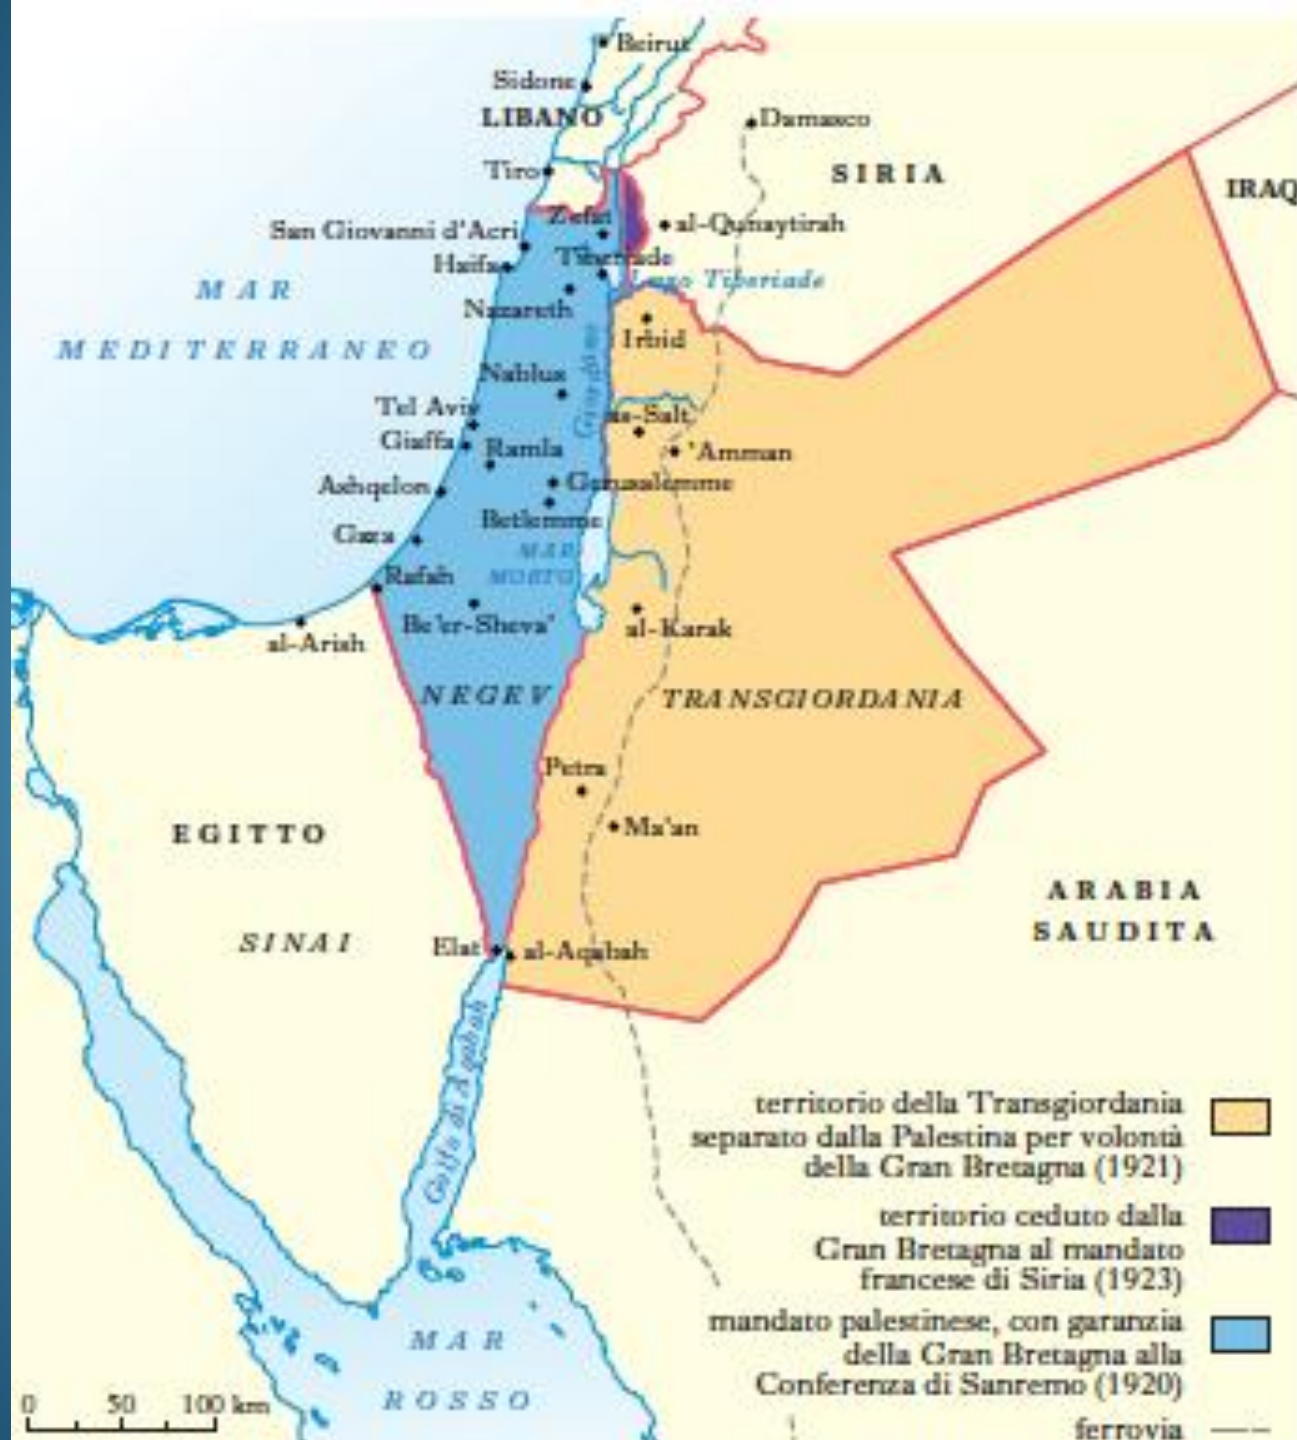 Beirut
Sidone
LIBANO
Damasco
Tiro
SIRIA
IRAQ
Zefat
San Giovanni d'Acri
al-Qunaytirah
Haifa
Tiberiade
Lago Tiberiade
MAR
MEDITERRANEO
Nazareth
Irbid
Giordano
Nablus
Tel Aviv
as-Salt
Giaffa
Ramla
'Amman
Ashqelon
Gerusalemme
Betlemme
Gaza
MAR
MORTO
Rafah
Be'er-Sheva'
al-Karak
al-Arish
NEGEV
TRANSGIORDANIA
Petra
Ma'an
EGITTO
ARABIA
SAUDITA
SINAI
Elat
al-Aqabah
Golfo di Aqabah
territorio della Transgiordania
separato dalla Palestina per volontà
della Gran Bretagna (1921)
territorio ceduto dalla
Gran Bretagna al mandato
francese di Siria (1923)
mandato palestinese, con garanzia
della Gran Bretagna alla
Conferenza di Sanremo (1920)
ferrovia
MAR
ROSSO
0 50 100 km